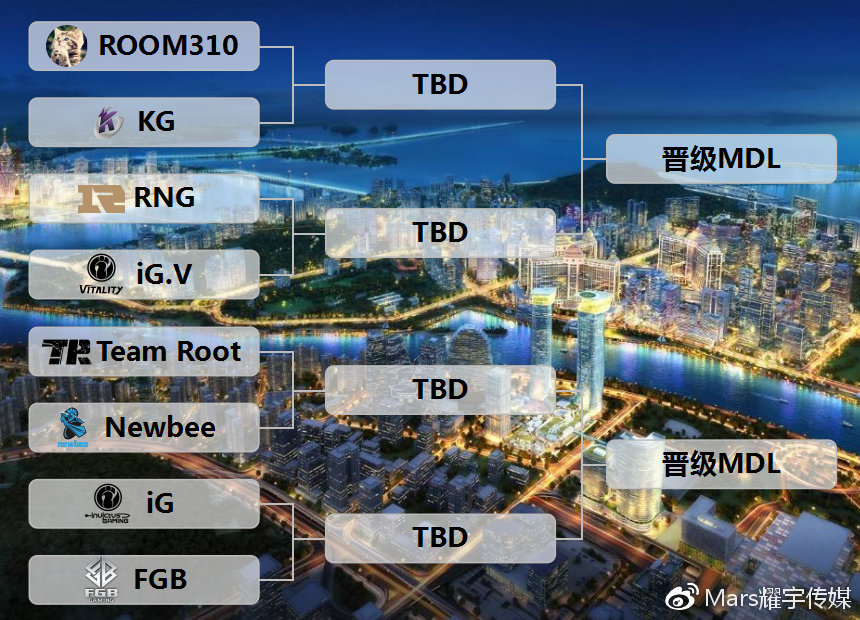 ROOM310
KG
RNG
iG.V
VITALITY
Team Root
Newbee
newbee
iG
INVICTUS
GAMING
FGB
FGB
GAMING
TBD
TBD
TBD
TBD
晋级MDL
晋级MDL
Mars耀宇传媒